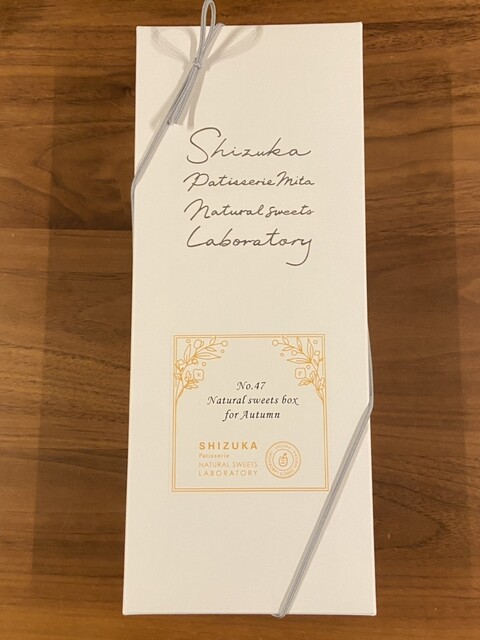 Shizuka
Patisserie Mita
Natural sweets
Laboratory
No.47
Natural sweets box
for Autumn
SHIZUKA
Patisserie
NATURAL SWEETS
LABORATORY